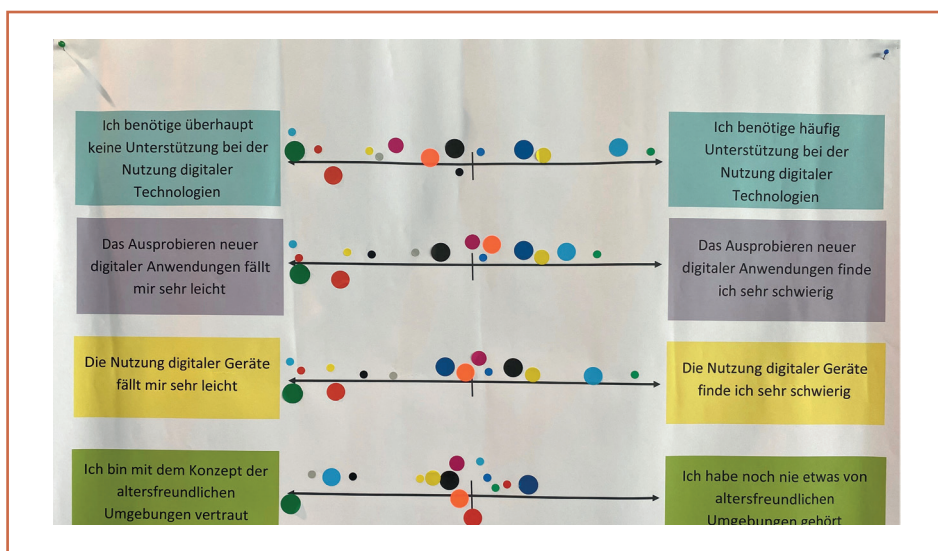 Ich benötige überhaupt
keine Unterstützung bei der
Nutzung digitaler
Technologien
Ich benötige häufig
Unterstützung bei der
Nutzung digitaler
Technologien
Das Ausprobieren neuer
digitaler Anwendungen fällt
mir sehr leicht
Das Ausprobieren neuer
digitaler Anwendungen finde
ich sehr schwierig
Die Nutzung digitaler Geräte
fällt mir sehr leicht
Die Nutzung digitaler Geräte
finde ich sehr schwierig
Ich bin mit dem Konzept der
altersfreundlichen
Umgebungen vertraut
Ich habe noch nie etwas von
altersfreundlichen
Umgebungen gehört